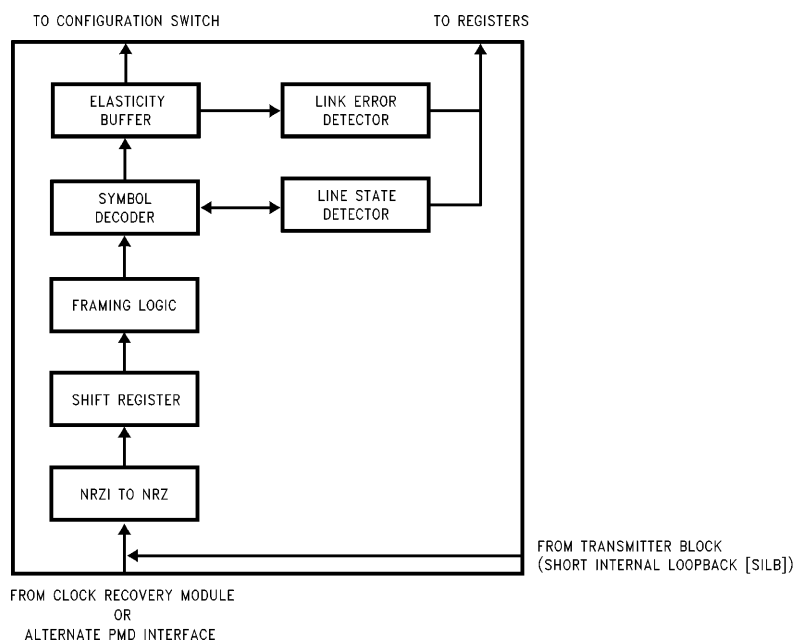 TO CONFIGURATION SWITCH
TO REGISTERS
ELASTICITY
BUFFER
LINK ERROR
DETECTOR
SYMBOL
DECODER
LINE STATE
DETECTOR
FRAMING LOGIC
SHIFT REGISTER
NRZI TO NRZ
FROM TRANSMITTER BLOCK
(SHORT INTERNAL LOOPBACK [SILB])
FROM CLOCK RECOVERY MODULE
OR
ALTERNATE PMD INTERFACE